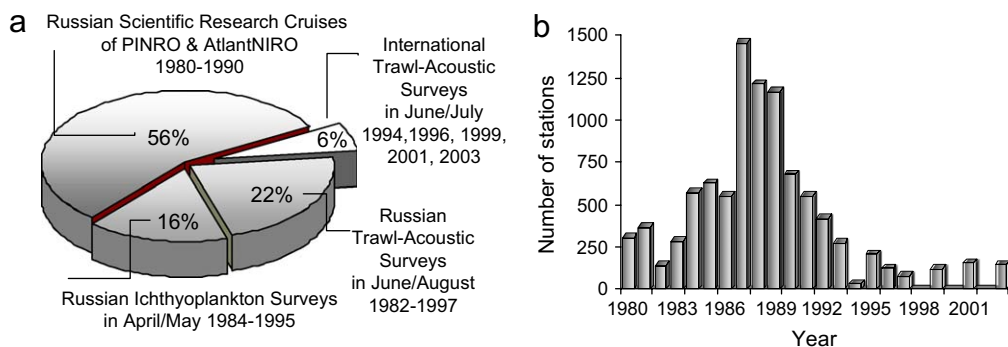 a
Russian Scientific Research Cruises
of PINRO & AtlantNIRO
1980-1990
International
Trawl-Acoustic
Surveys
in June/July
1994,1996, 1999,
2001, 2003
56%
6%
22%
16%
Russian
Trawl-Acoustic
Surveys
in June/August
1982-1997
Russian Ichthyoplankton Surveys
in April/May 1984-1995
b
Number of stations
1500
1250
1000
750
500
250
0
1980 1983 1986 1989 1992 1995 1998 2001
Year